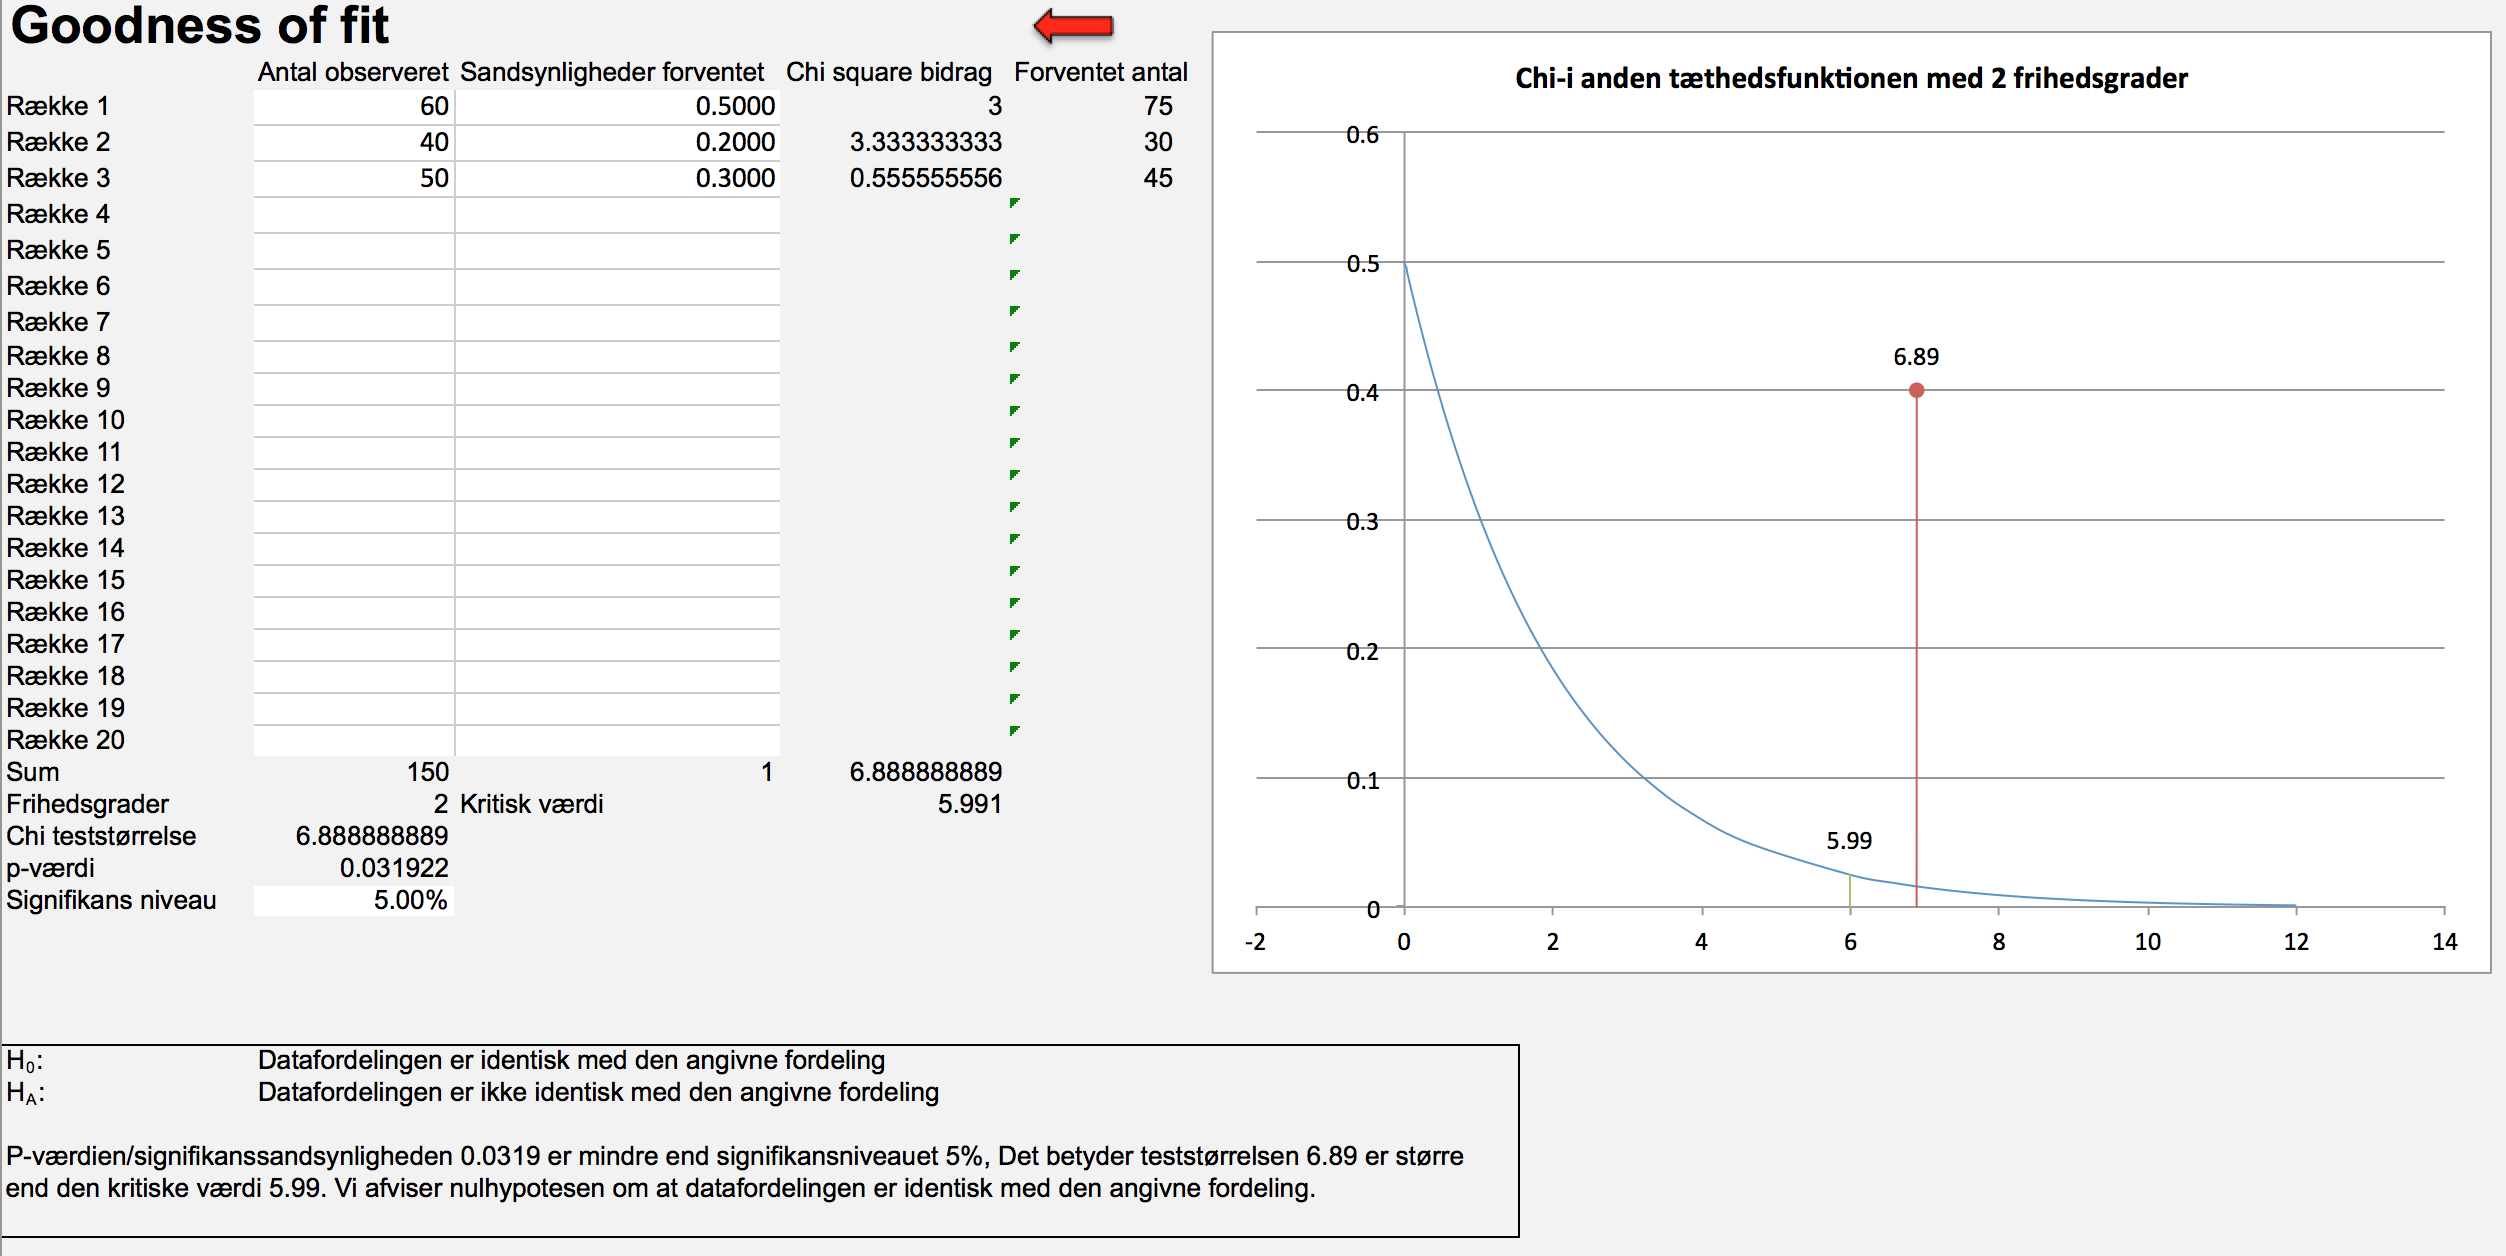 Goodness of fit
Antal observeret Sandsynligheder forventet Chi square bidrag Forventet antal
Række 1 60 0.5000 3 75
Række 2 40 0.2000 3.333333333 30
Række 3 50 0.3000 0.555555556 45
Række 4
Række 5
Række 6
Række 7
Række 8
Række 9
Række 10
Række 11
Række 12
Række 13
Række 14
Række 15
Række 16
Række 17
Række 18
Række 19
Række 20
Sum 150 1 6.888888889
Frihedsgrader 2 Kritisk værdi 5.991
Chi teststørrelse 6.888888889
p-værdi 0.031922
Signifikans niveau 5.00%
Chi-i anden tæthedsfunktionen med 2 frihedsgrader
0.6
0.5
6.89
0.4
0.3
0.2
0.1
5.99
0
-2 0 2 4 6 8 10 12 14
H₀: Datafordelingen er identisk med den angivne fordeling
H_A: Datafordelingen er ikke identisk med den angivne fordeling
P-værdien/signifikanssandsynligheden 0.0319 er mindre end signifikansniveauet 5%, Det betyder teststørrelsen 6.89 er større
end den kritiske værdi 5.99. Vi afviser nulhypotesen om at datafordelingen er identisk med den angivne fordeling.